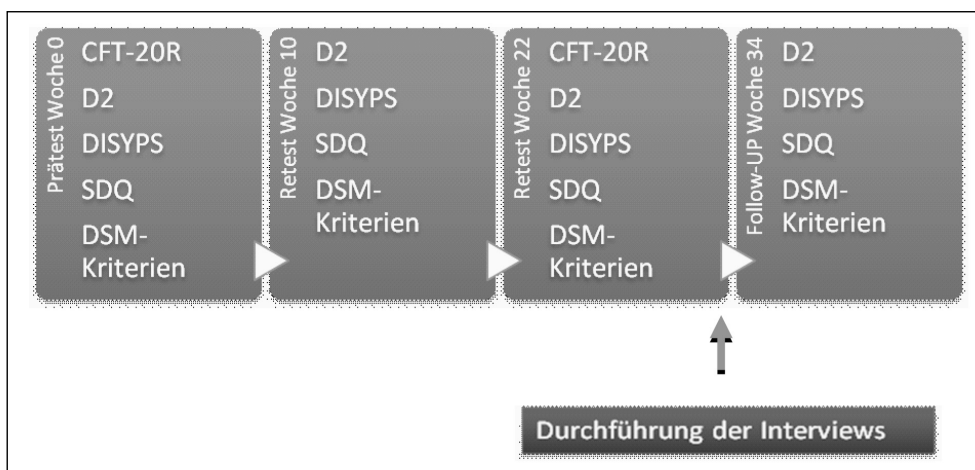 Prätest Woche 0
CFT-20R
D2
DISYPS
SDQ
DSM-
Kriterien
Retest Woche 10
D2
DISYPS
SDQ
DSM-
Kriterien
Retest Woche 22
CFT-20R
D2
DISYPS
SDQ
DSM-
Kriterien
Follow-UP Woche 34
D2
DISYPS
SDQ
DSM-
Kriterien
Durchführung der Interviews